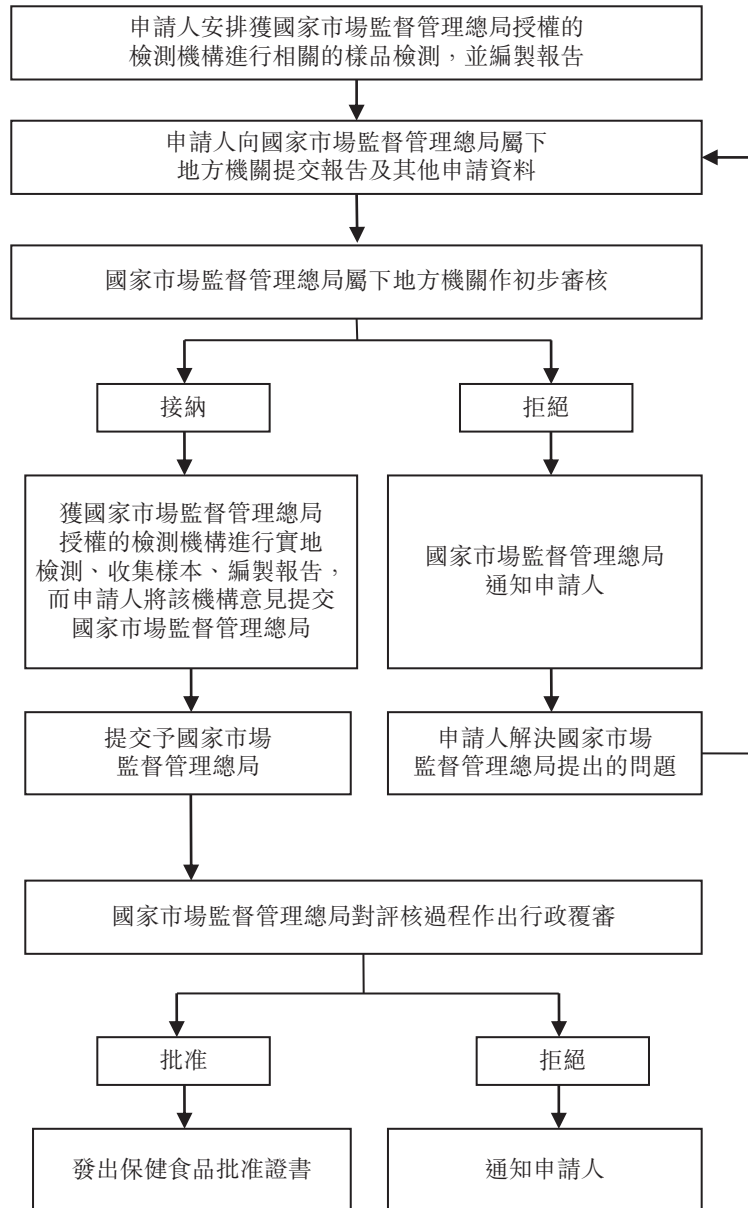 申請人安排獲國家市場監督管理總局授權的
檢測機構進行相關的樣品檢測，並編製報告
申請人向國家市場監督管理總局屬下
地方機關提交報告及其他申請資料
國家市場監督管理總局屬下地方機關作初步審核
接納
拒絕
獲國家市場監督管理總局
授權的檢測機構進行實地
檢測、收集樣本、編製報告，
而申請人將該機構意見提交
國家市場監督管理總局
國家市場監督管理總局
通知申請人
提交予國家市場
監督管理總局
申請人解決國家市場
監督管理總局提出的問題
國家市場監督管理總局對評核過程作出行政覆審
批准
拒絕
發出保健食品批准證書
通知申請人